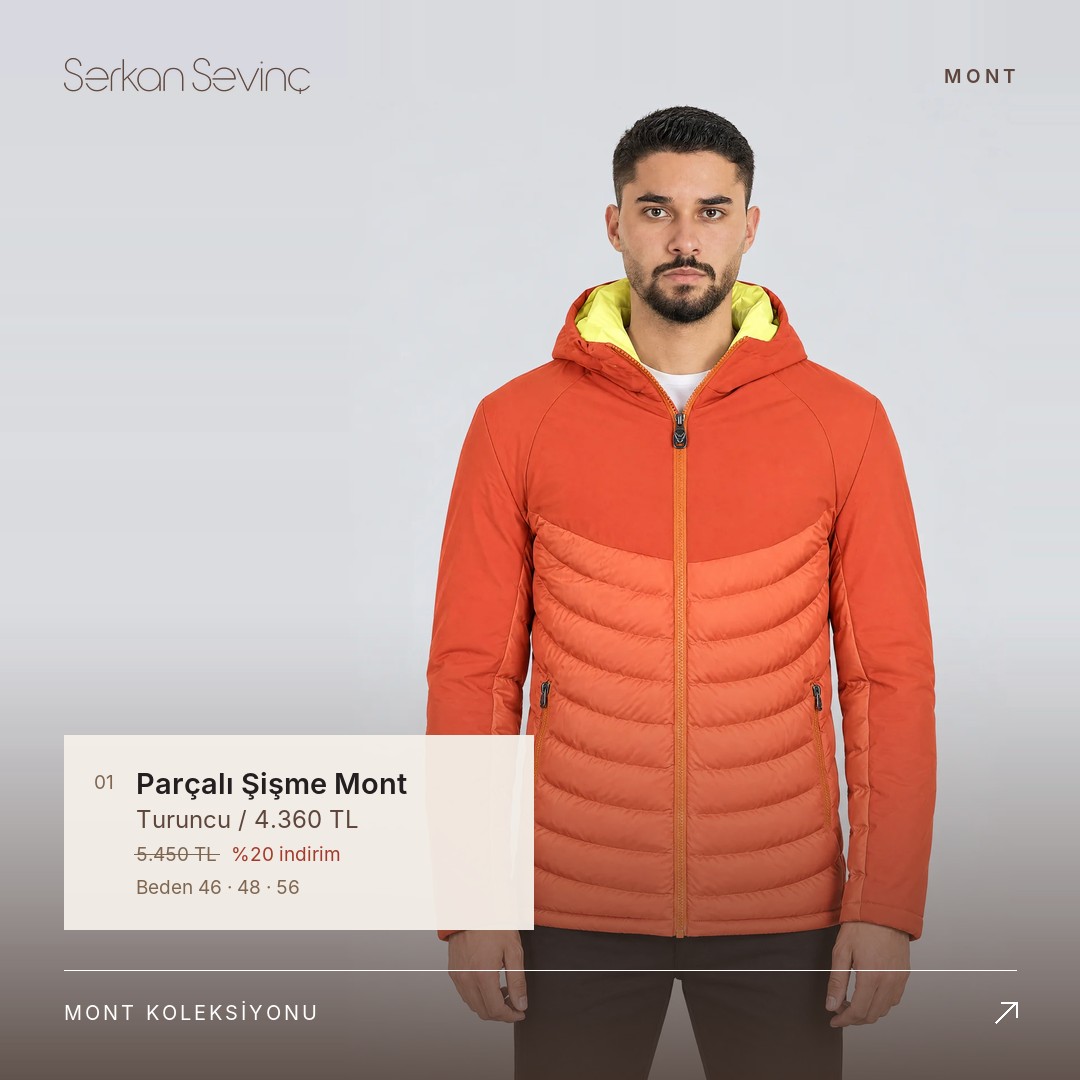 Serkan Sevinç
MONT
01
Parçalı Şişme Mont
Turuncu / 4.360 TL
5.450 TL %20 indirim
Beden 46 · 48 · 56
MONT KOLEKSİYONU